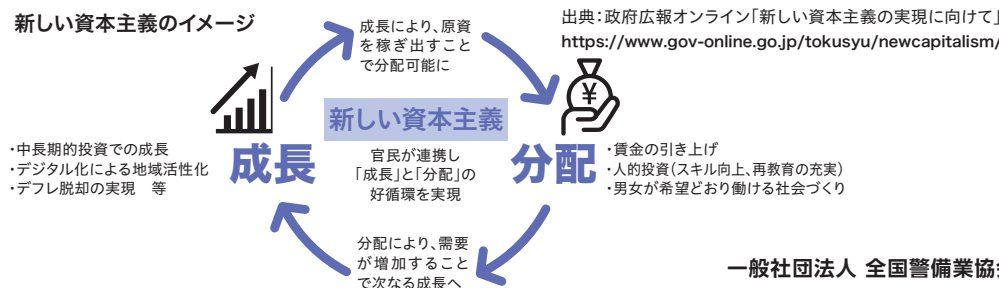 新しい資本主義のイメージ
出典：政府広報オンライン「新しい資本主義の実現に向けて」
https://www.gov-online.go.jp/tokusyu/newcapitalism/
成長により、原資
を稼ぎ出すこと
で分配可能に
¥
新しい資本主義
官民が連携し
「成長」と「分配」の
好循環を実現
・中長期的投資での成長
・デジタル化による地域活性化
・デフレ脱却の実現　等
成長
分配
・賃金の引き上げ
・人的投資（スキル向上、再教育の充実）
・男女が希望どおり働ける社会づくり
分配により、需要
が増加すること
で次なる成長へ
一般社団法人 全国警備業協